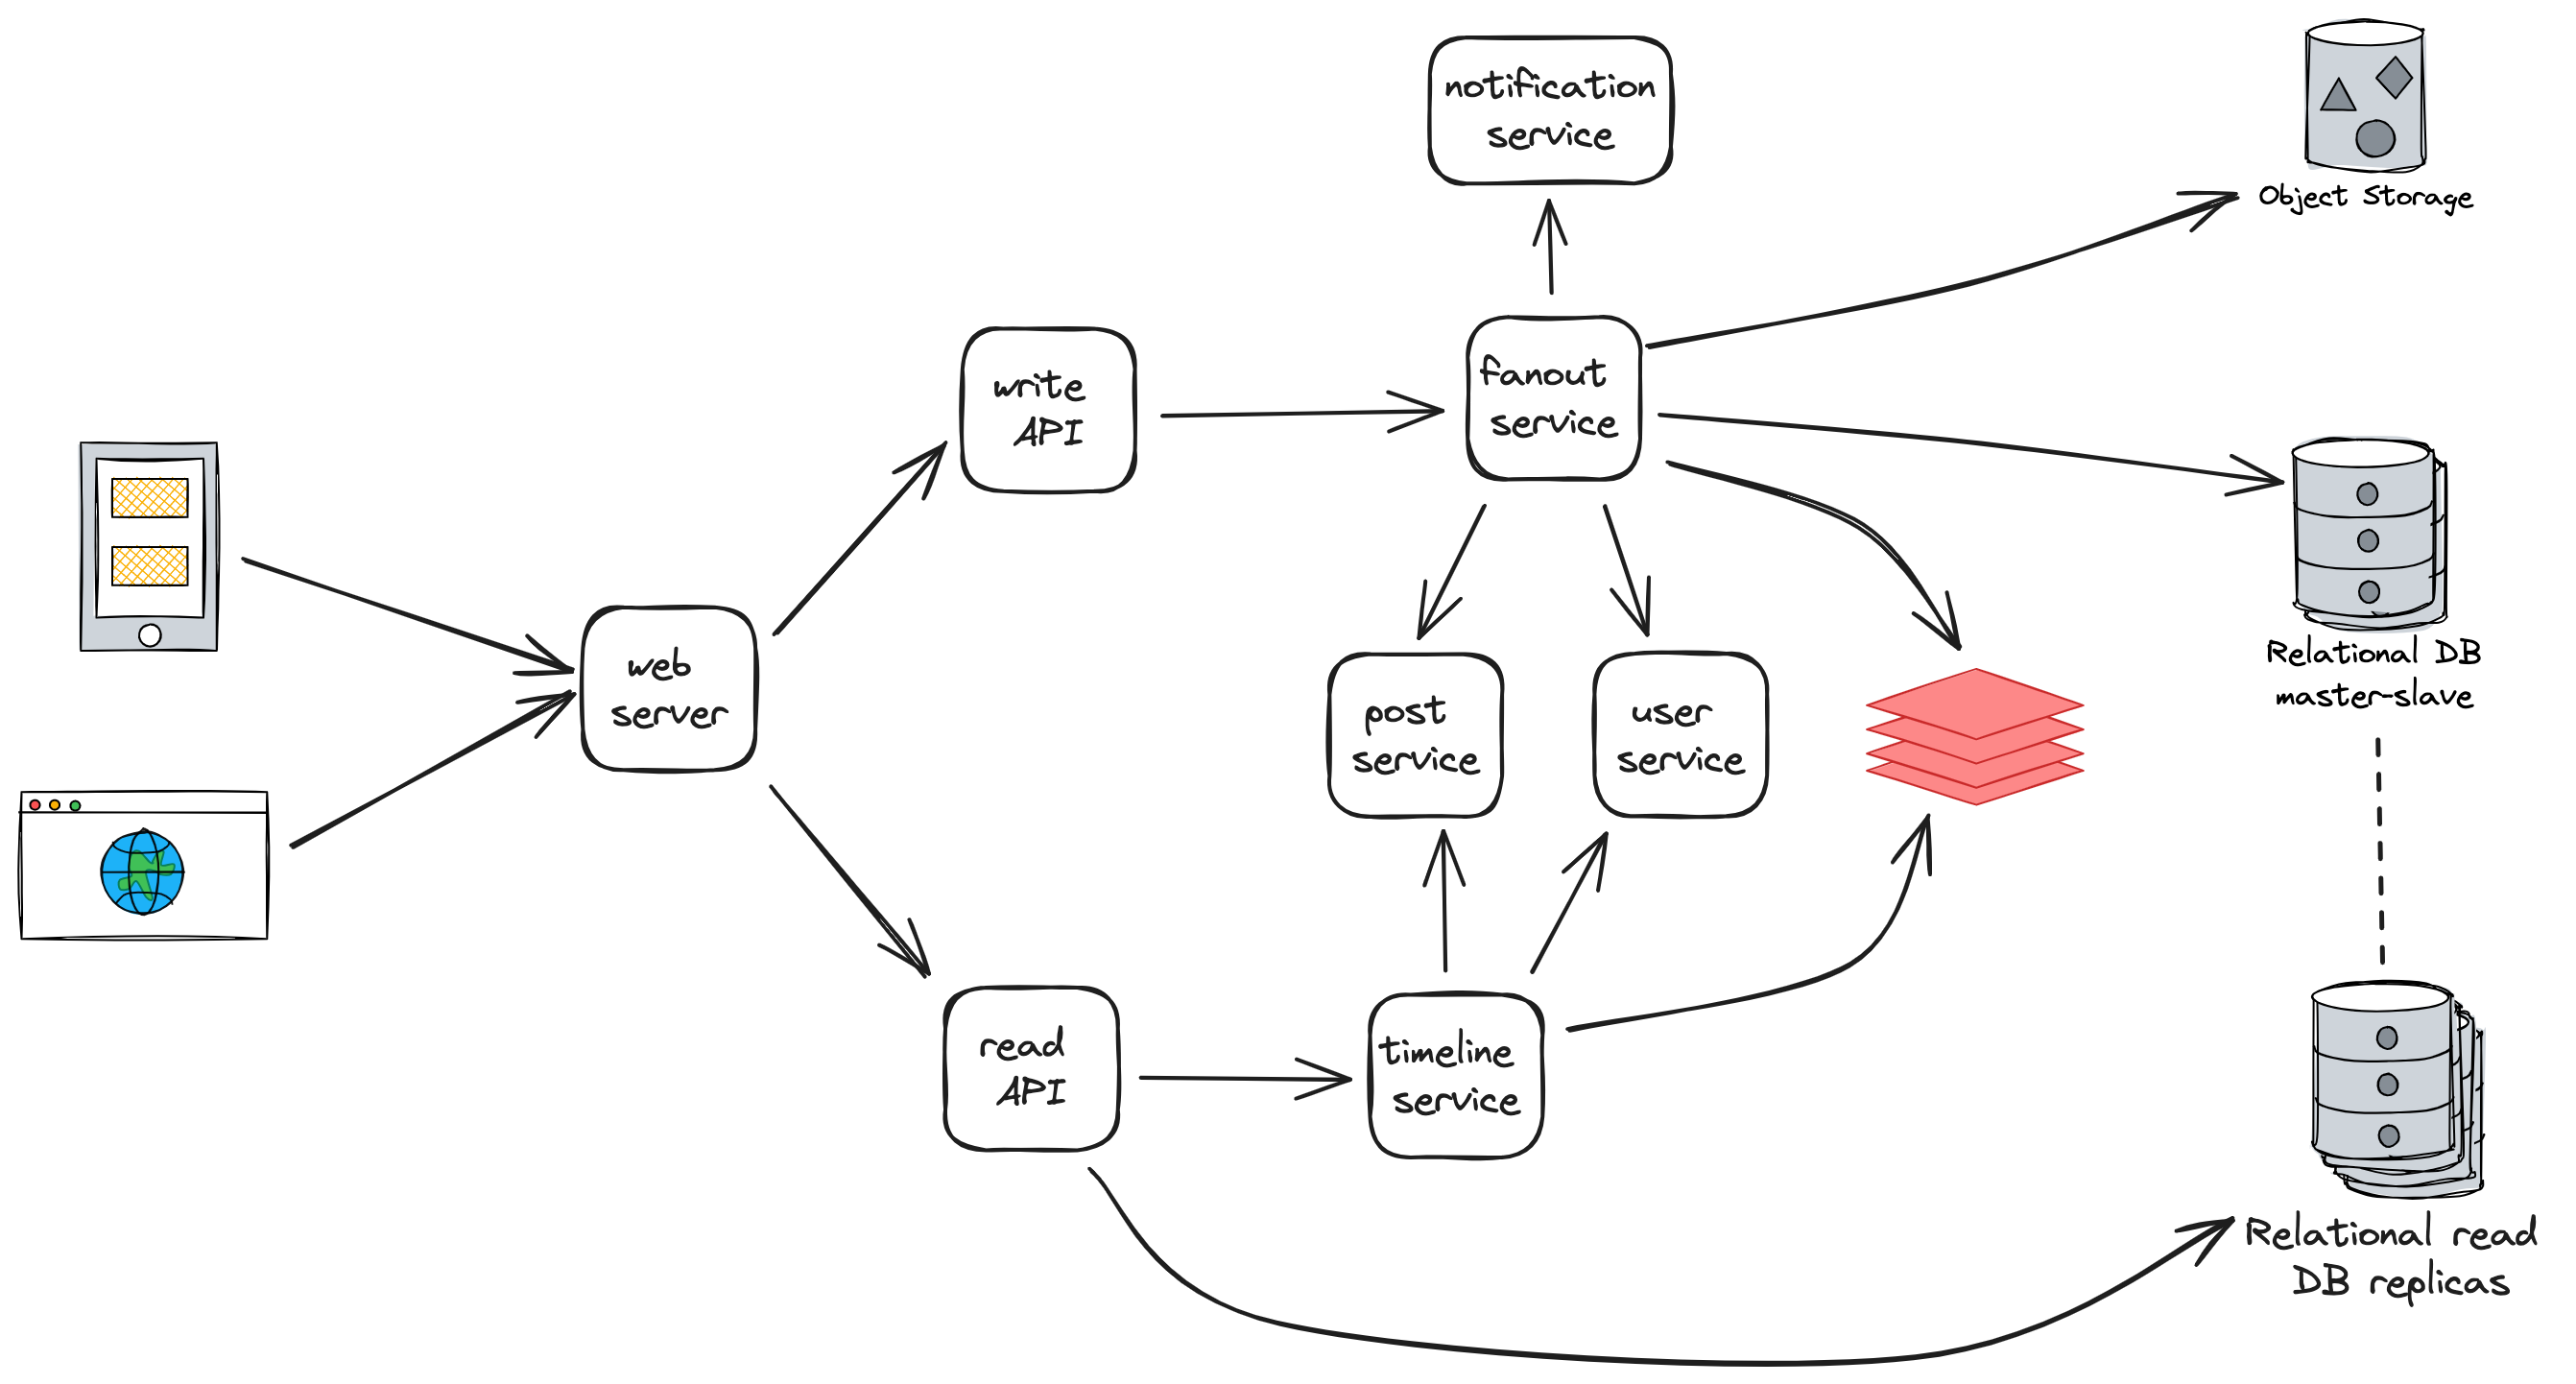 notification
service
Object Storage
write
API
fanout
service
Relational DB
master-slave
web
server
post
service
user
service
read
API
timeline
service
Relational read
DB replicas